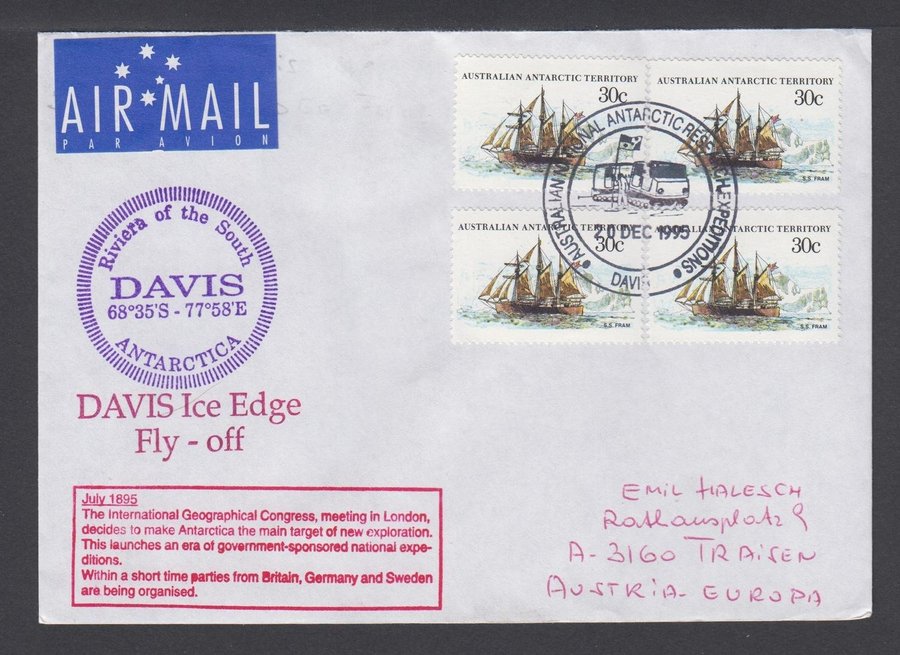 AIR MAIL
PAR AVION
AUSTRALIAN ANTARCTIC TERRITORY
30c
S.S. FRAM
AUSTRALIAN ANTARCTIC TERRITORY
30c
S.S. FRAM
AUSTRALIAN ANTARCTIC TERRITORY
30c
S.S. FRAM
AUSTRALIAN ANTARCTIC TERRITORY
30c
S.S. FRAM
AUSTRALIAN NATIONAL ANTARCTIC RESEARCH EXPEDITIONS
20 DEC 1995
DAVIS
Riviera of the South
DAVIS
68°35'S - 77°58'E
ANTARCTICA
DAVIS Ice Edge
Fly - off
July 1895
The International Geographical Congress, meeting in London,
decides to make Antarctica the main target of new exploration.
This launches an era of government-sponsored national expe-
ditions.
Within a short time parties from Britain, Germany and Sweden
are being organised.
EMIL HALESCH
Rathausplatz 9
A-3160 TRAISEN
AUSTRIA-EUROPA